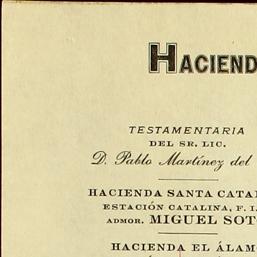 HACIEND
TESTAMENTARIA
DEL SR. LIC.
D. Pablo Martínez del
HACIENDA SANTA CATA
ESTACIÓN CATALINA, F. I.
ADMOR. MIGUEL SOT
HACIENDA EL ÁLAM